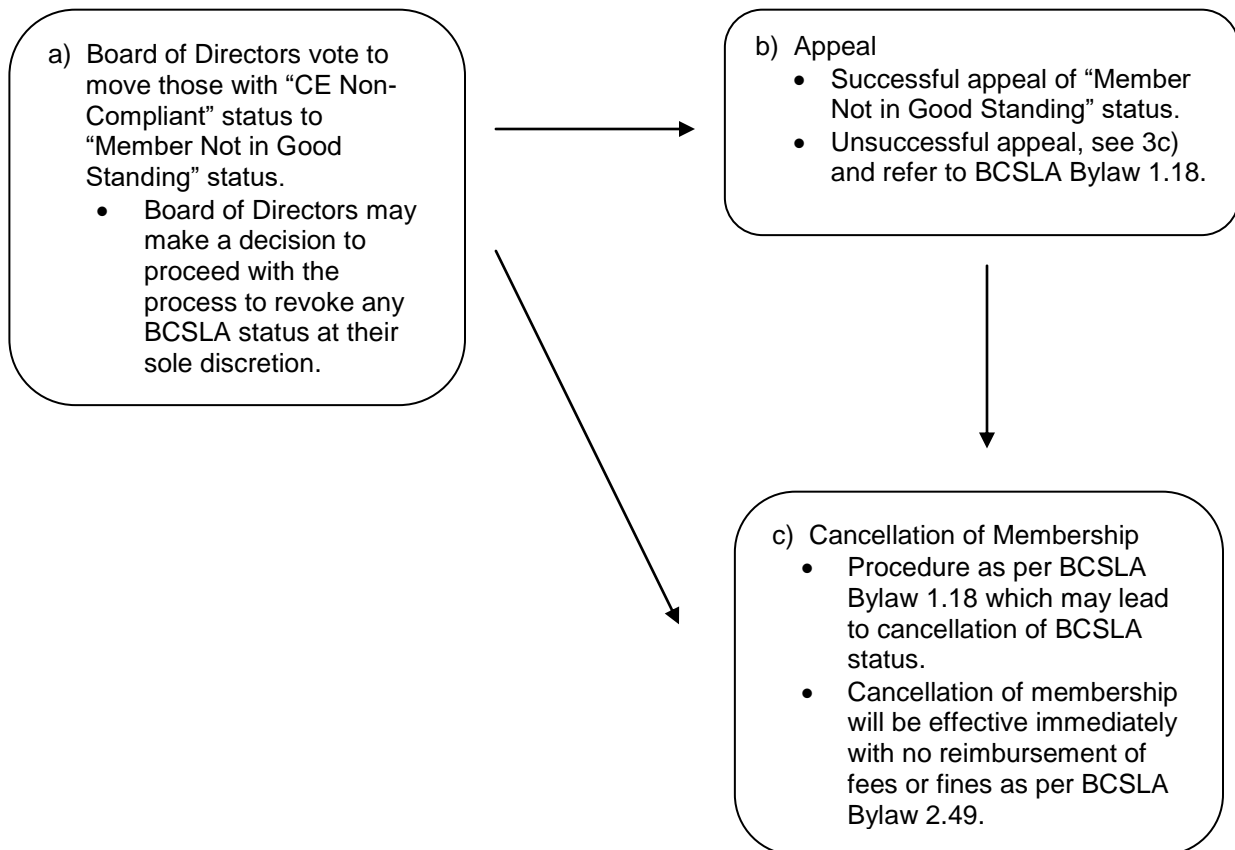 a) Board of Directors vote to
move those with “CE Non-
Compliant” status to
“Member Not in Good
Standing” status.
• Board of Directors may
make a decision to
proceed with the
process to revoke any
BCSLA status at their
sole discretion.
b) Appeal
• Successful appeal of “Member
Not in Good Standing” status.
• Unsuccessful appeal, see 3c)
and refer to BCSLA Bylaw 1.18.
c) Cancellation of Membership
• Procedure as per BCSLA
Bylaw 1.18 which may lead
to cancellation of BCSLA
status.
• Cancellation of membership
will be effective immediately
with no reimbursement of
fees or fines as per BCSLA
Bylaw 2.49.